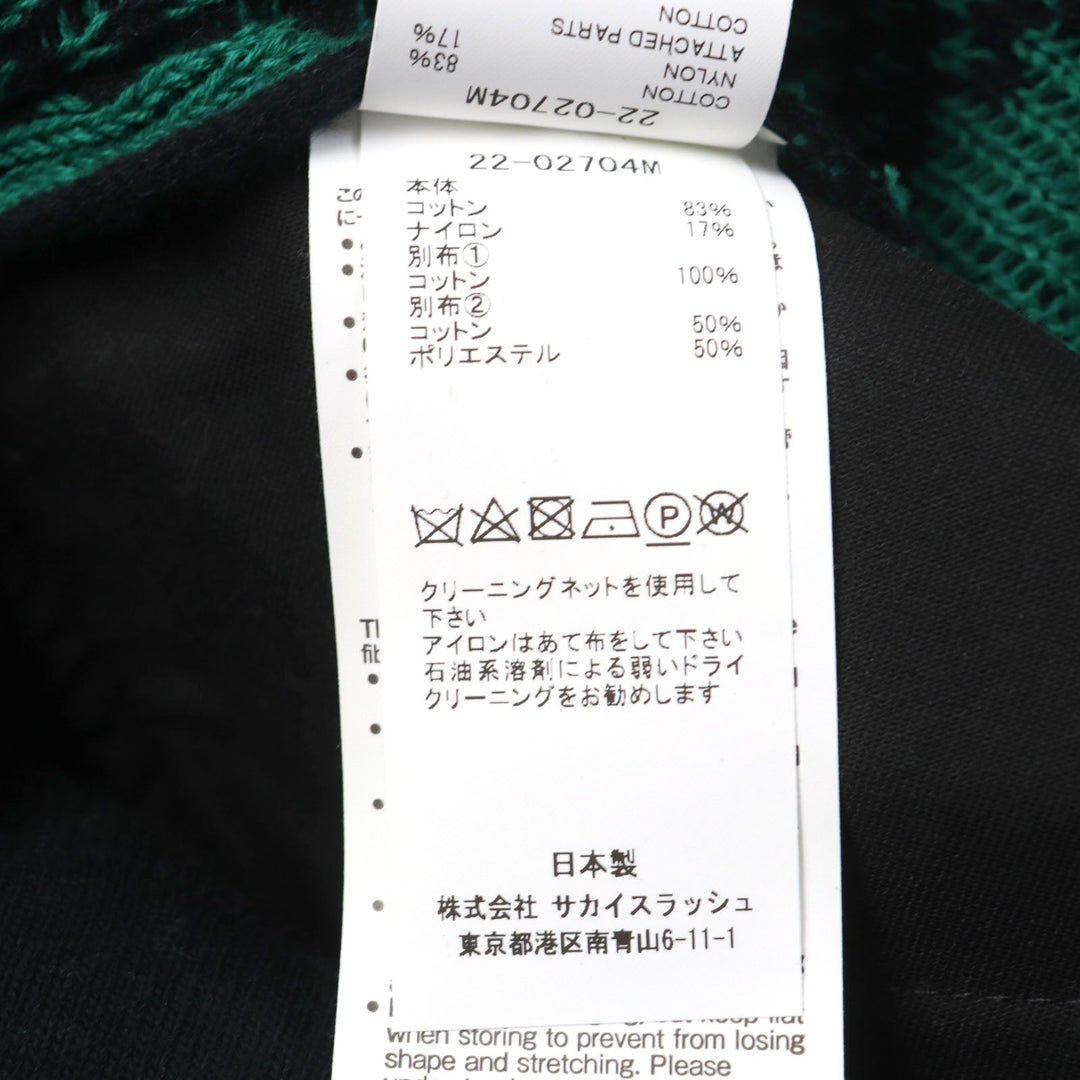 COTTON
ATTACHED PARTS
NYLON 17%
COTTON 83%
22-02704M
22-02704M
本体
コットン 83%
ナイロン 17%
別布①
コットン 100%
別布②
コットン 50%
ポリエステル 50%
P
W
クリーニングネットを使用して
下さい
アイロンはあて布をして下さい
石油系溶剤による弱いドライ
クリーニングをお勧めします
日本製
株式会社 サカイスラッシュ
東京都港区南青山6-11-1
keep flat
when storing to prevent from losing
shape and stretching. Please